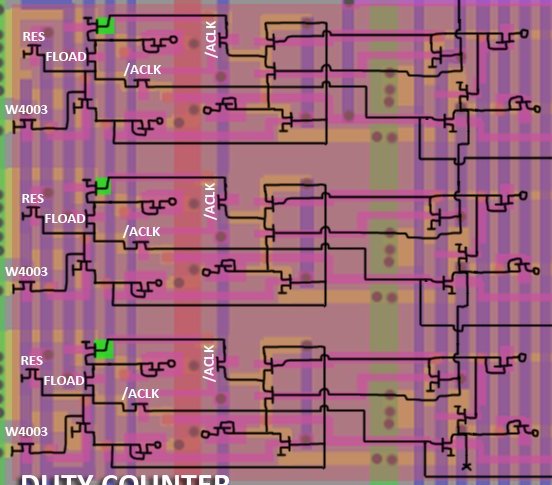 RES
/ACLK
FLOAD
/ACLK
W4003
RES
/ACLK
FLOAD
/ACLK
W4003
RES
/ACLK
FLOAD
/ACLK
W4003
DUTY COUNTER